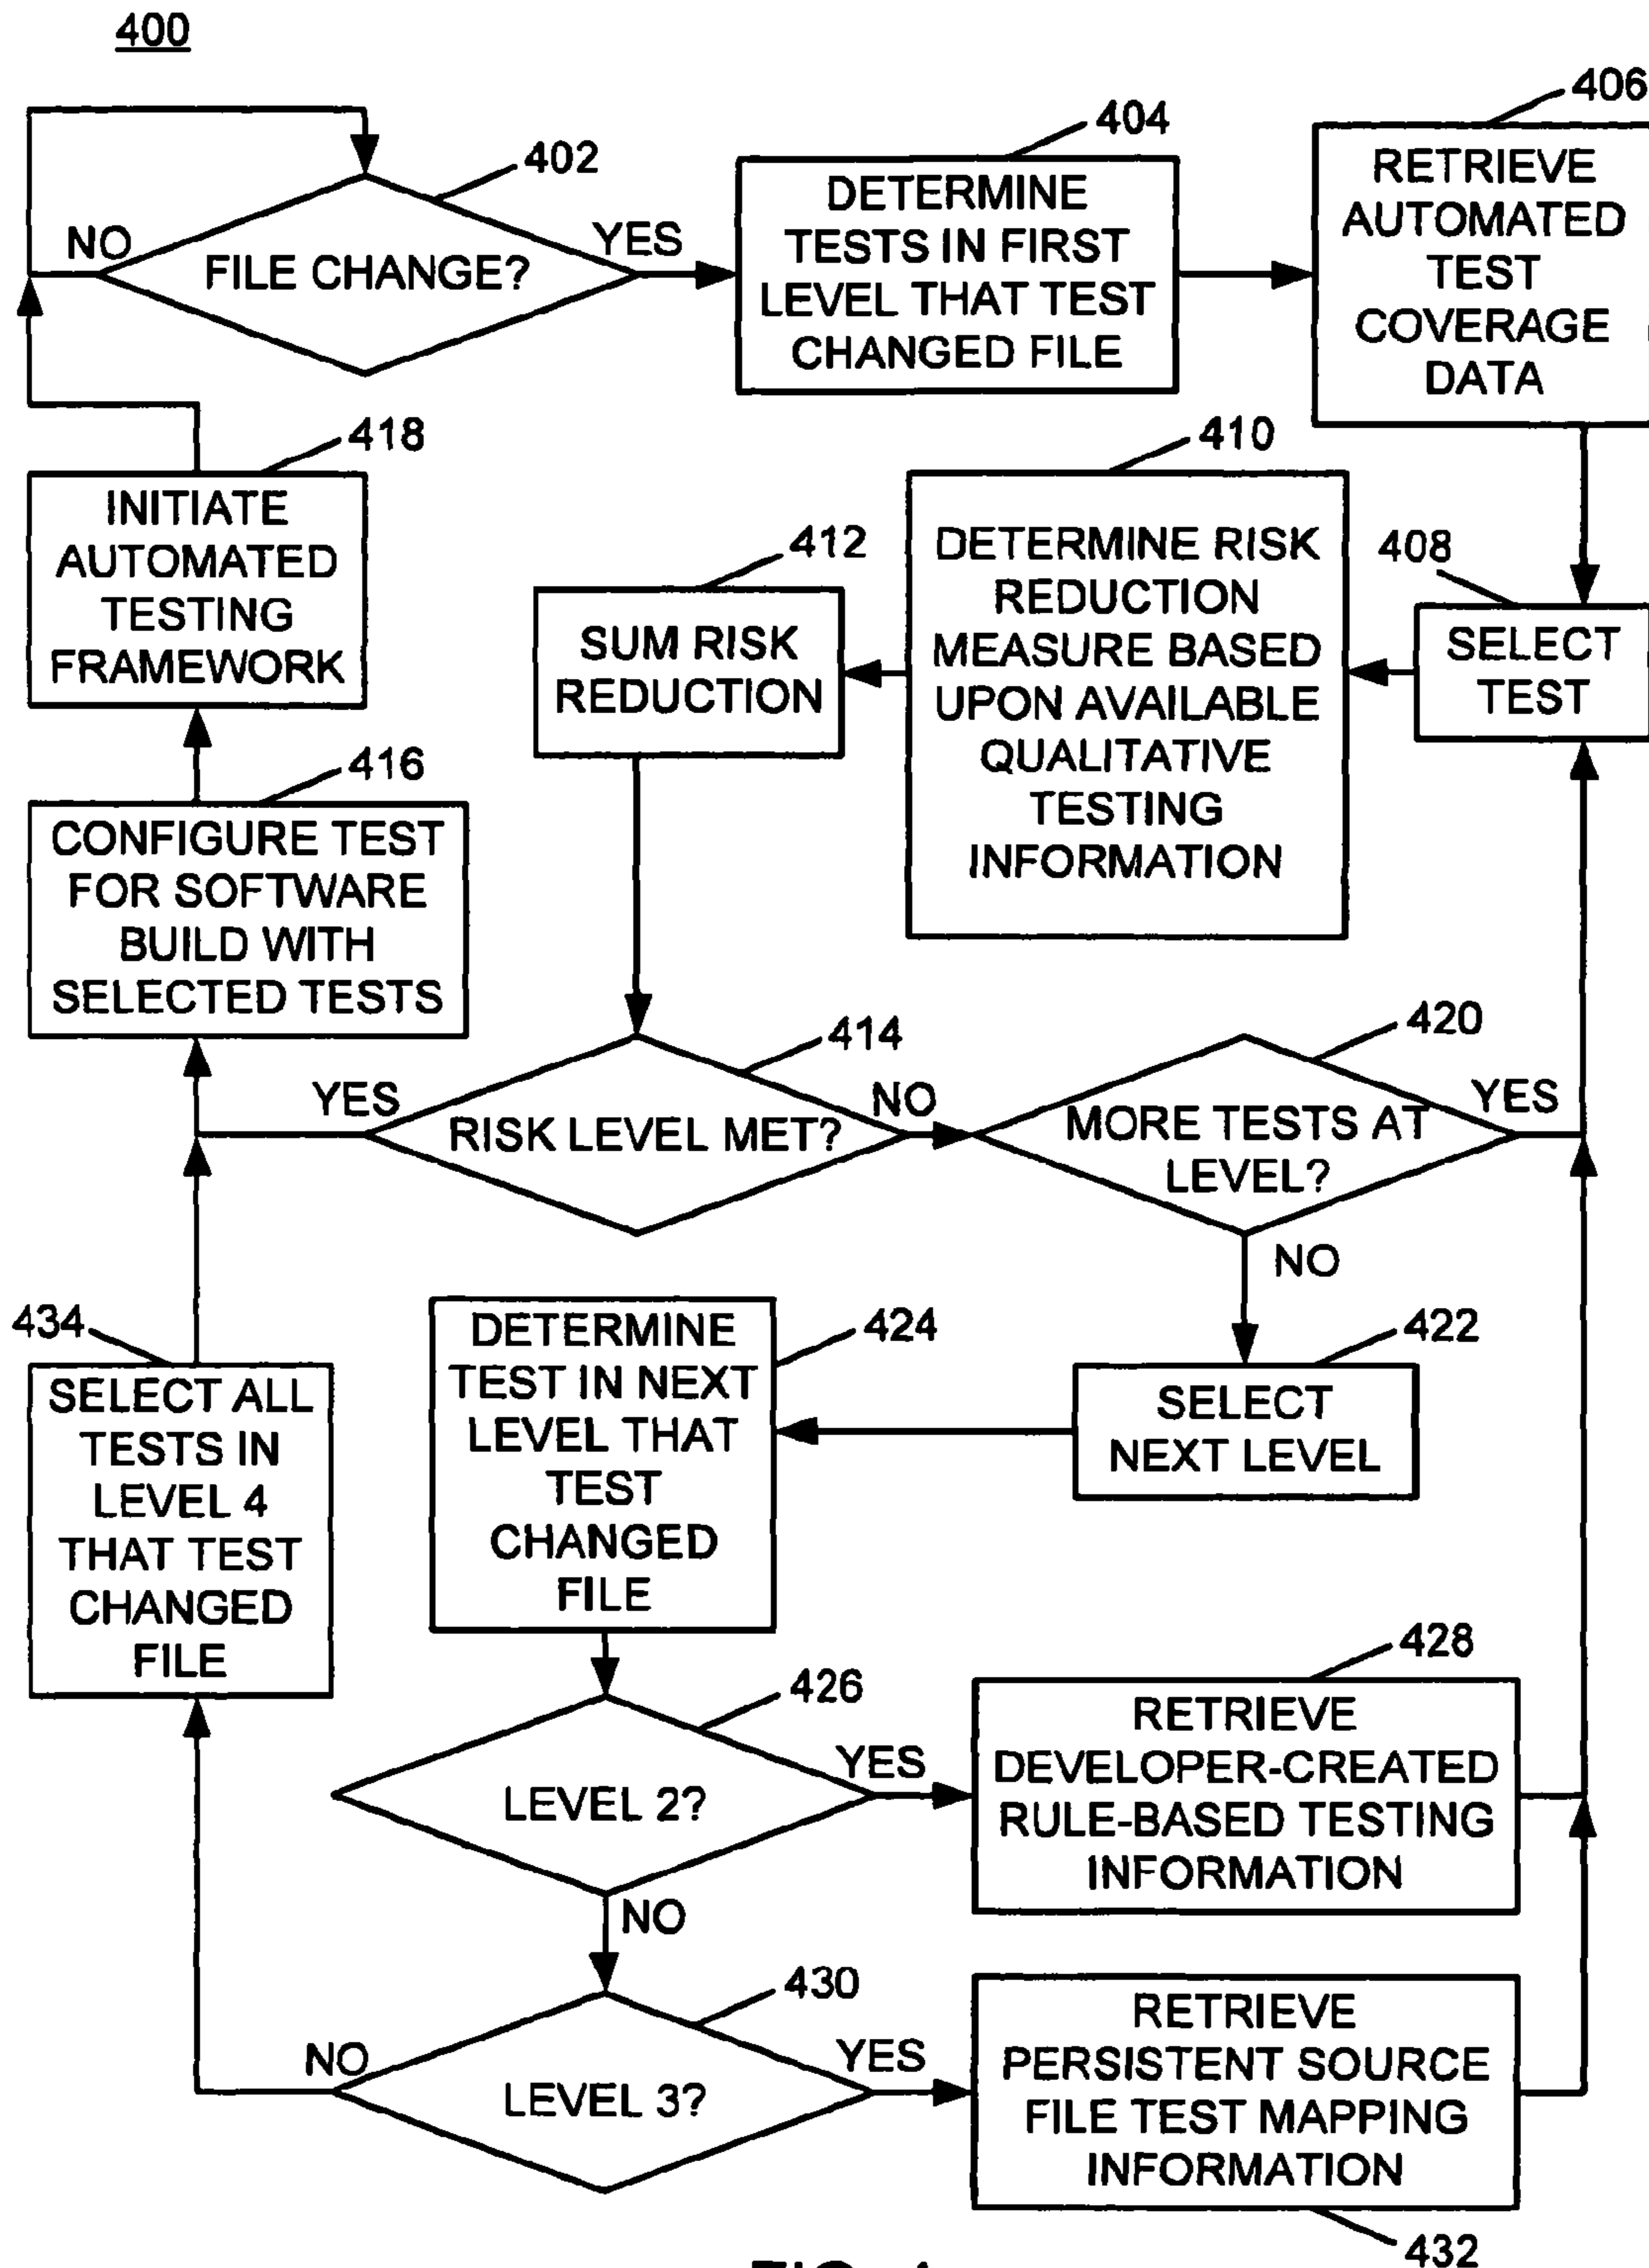 400
402
FILE CHANGE?
NO
YES
404
DETERMINE
TESTS IN FIRST
LEVEL THAT TEST
CHANGED FILE
406
RETRIEVE
AUTOMATED
TEST
COVERAGE
DATA
408
SELECT
TEST
410
DETERMINE RISK
REDUCTION
MEASURE BASED
UPON AVAILABLE
QUALITATIVE
TESTING
INFORMATION
412
SUM RISK
REDUCTION
418
INITIATE
AUTOMATED
TESTING
FRAMEWORK
416
CONFIGURE TEST
FOR SOFTWARE
BUILD WITH
SELECTED TESTS
414
YES
RISK LEVEL MET?
NO
420
MORE TESTS AT
LEVEL?
YES
NO
422
SELECT
NEXT LEVEL
424
DETERMINE
TEST IN NEXT
LEVEL THAT
TEST
CHANGED
FILE
434
SELECT ALL
TESTS IN
LEVEL 4
THAT TEST
CHANGED
FILE
426
LEVEL 2?
YES
NO
428
RETRIEVE
DEVELOPER-CREATED
RULE-BASED TESTING
INFORMATION
430
NO
LEVEL 3?
YES
RETRIEVE
PERSISTENT SOURCE
FILE TEST MAPPING
INFORMATION
432